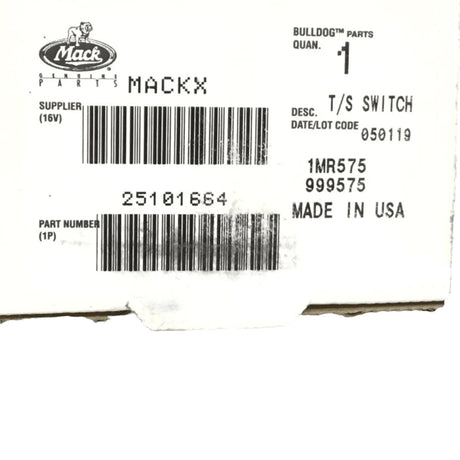 Mack
GENUINE
PARTS
MACKX
SUPPLIER
(16V)
25101664
PART NUMBER
(1P)
BULLDOG™ PARTS
QUAN. 1
DESC. T/S SWITCH
DATE/LOT CODE 050119
1MR575
999575
MADE IN USA